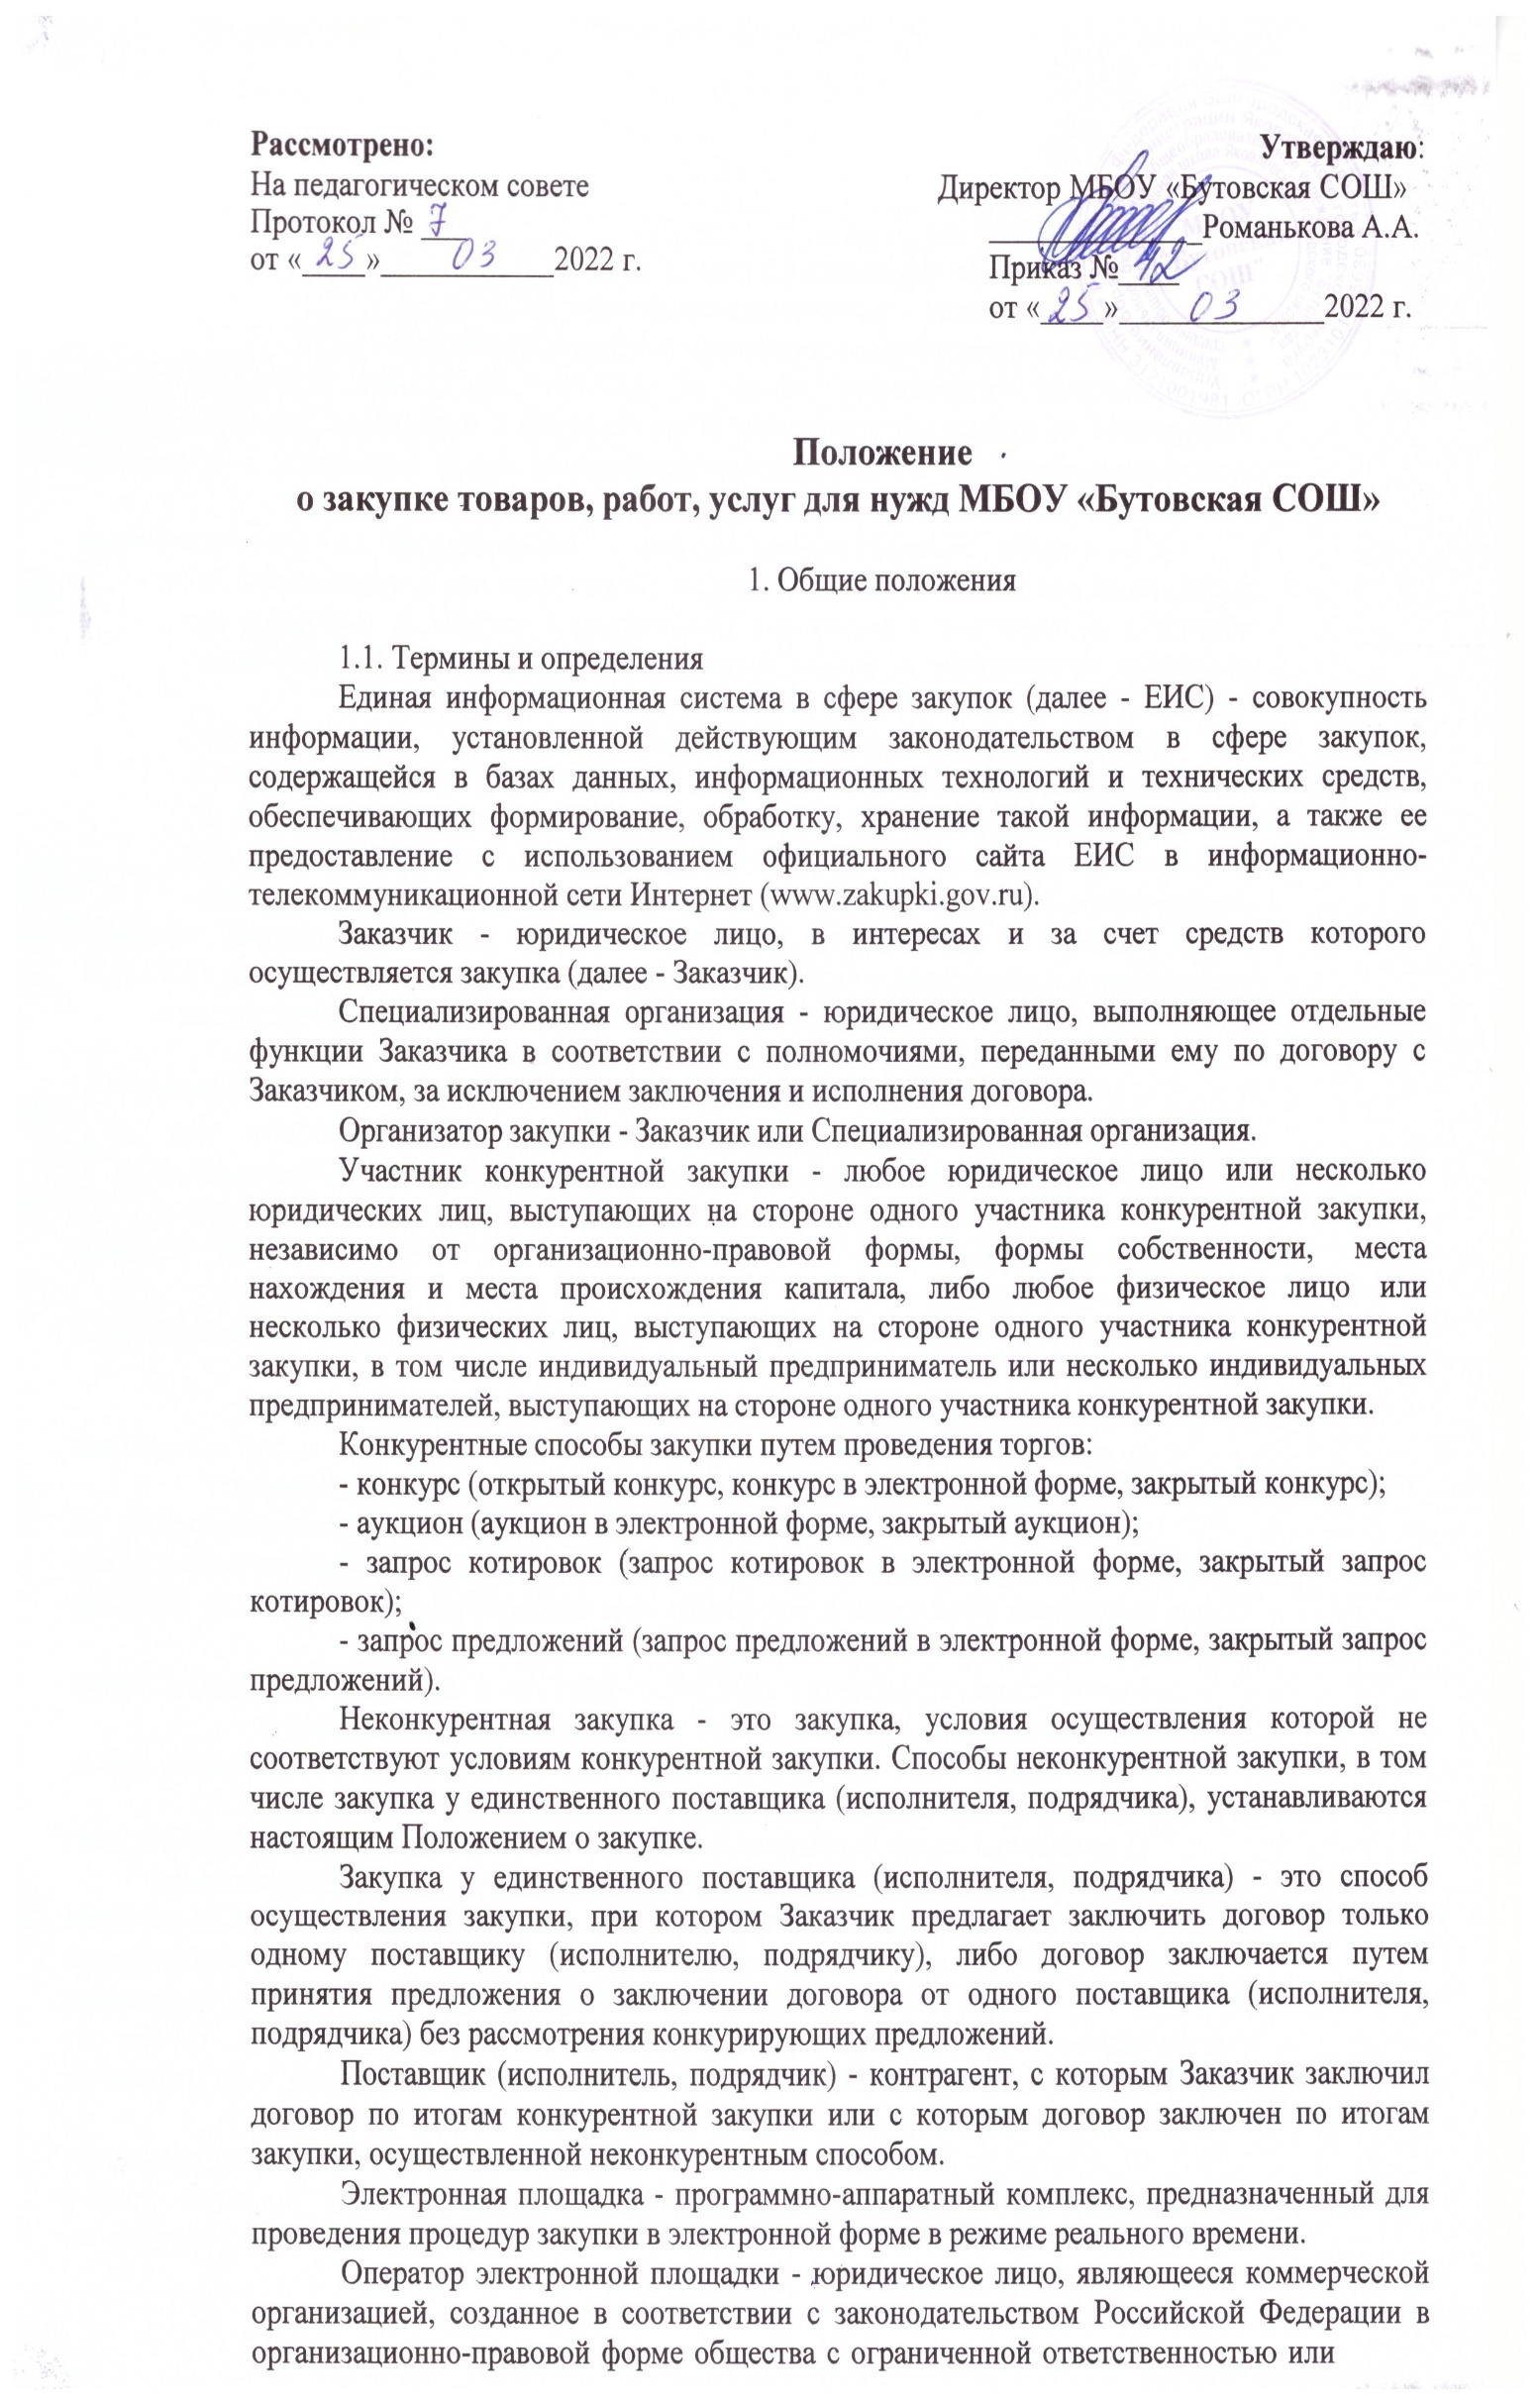 Рассмотрено:
На педагогическом совете
Протокол № 7
от «25» 03 2022 г.
Утверждаю:
Директор МБОУ «Бутовская СОШ»
Романькова А.А.
Приказ № 42
от «25» 03 2022 г.
Положение
о закупке товаров, работ, услуг для нужд МБОУ «Бутовская СОШ»
1. Общие положения
1.1. Термины и определения
Единая информационная система в сфере закупок (далее - ЕИС) - совокупность
информации, установленной действующим законодательством в сфере закупок,
содержащейся в базах данных, информационных технологий и технических средств,
обеспечивающих формирование, обработку, хранение такой информации, а также ее
предоставление с использованием официального сайта ЕИС в информационно-
телекоммуникационной сети Интернет (www.zakupki.gov.ru).
Заказчик - юридическое лицо, в интересах и за счет средств которого
осуществляется закупка (далее - Заказчик).
Специализированная организация - юридическое лицо, выполняющее отдельные
функции Заказчика в соответствии с полномочиями, переданными ему по договору с
Заказчиком, за исключением заключения и исполнения договора.
Организатор закупки - Заказчик или Специализированная организация.
Участник конкурентной закупки - любое юридическое лицо или несколько
юридических лиц, выступающих на стороне одного участника конкурентной закупки,
независимо от организационно-правовой формы, формы собственности, места
нахождения и места происхождения капитала, либо любое физическое лицо или
несколько физических лиц, выступающих на стороне одного участника конкурентной
закупки, в том числе индивидуальный предприниматель или несколько индивидуальных
предпринимателей, выступающих на стороне одного участника конкурентной закупки.
Конкурентные способы закупки путем проведения торгов:
- конкурс (открытый конкурс, конкурс в электронной форме, закрытый конкурс);
- аукцион (аукцион в электронной форме, закрытый аукцион);
- запрос котировок (запрос котировок в электронной форме, закрытый запрос
котировок);
- запрос предложений (запрос предложений в электронной форме, закрытый запрос
предложений).
Неконкурентная закупка - это закупка, условия осуществления которой не
соответствуют условиям конкурентной закупки. Способы неконкурентной закупки, в том
числе закупка у единственного поставщика (исполнителя, подрядчика), устанавливаются
настоящим Положением о закупке.
Закупка у единственного поставщика (исполнителя, подрядчика) - это способ
осуществления закупки, при котором Заказчик предлагает заключить договор только
одному поставщику (исполнителю, подрядчику), либо договор заключается путем
принятия предложения о заключении договора от одного поставщика (исполнителя,
подрядчика) без рассмотрения конкурирующих предложений.
Поставщик (исполнитель, подрядчик) - контрагент, с которым Заказчик заключил
договор по итогам конкурентной закупки или с которым договор заключен по итогам
закупки, осуществленной неконкурентным способом.
Электронная площадка - программно-аппаратный комплекс, предназначенный для
проведения процедур закупки в электронной форме в режиме реального времени.
Оператор электронной площадки - юридическое лицо, являющееся коммерческой
организацией, созданное в соответствии с законодательством Российской Федерации в
организационно-правовой форме общества с ограниченной ответственностью или